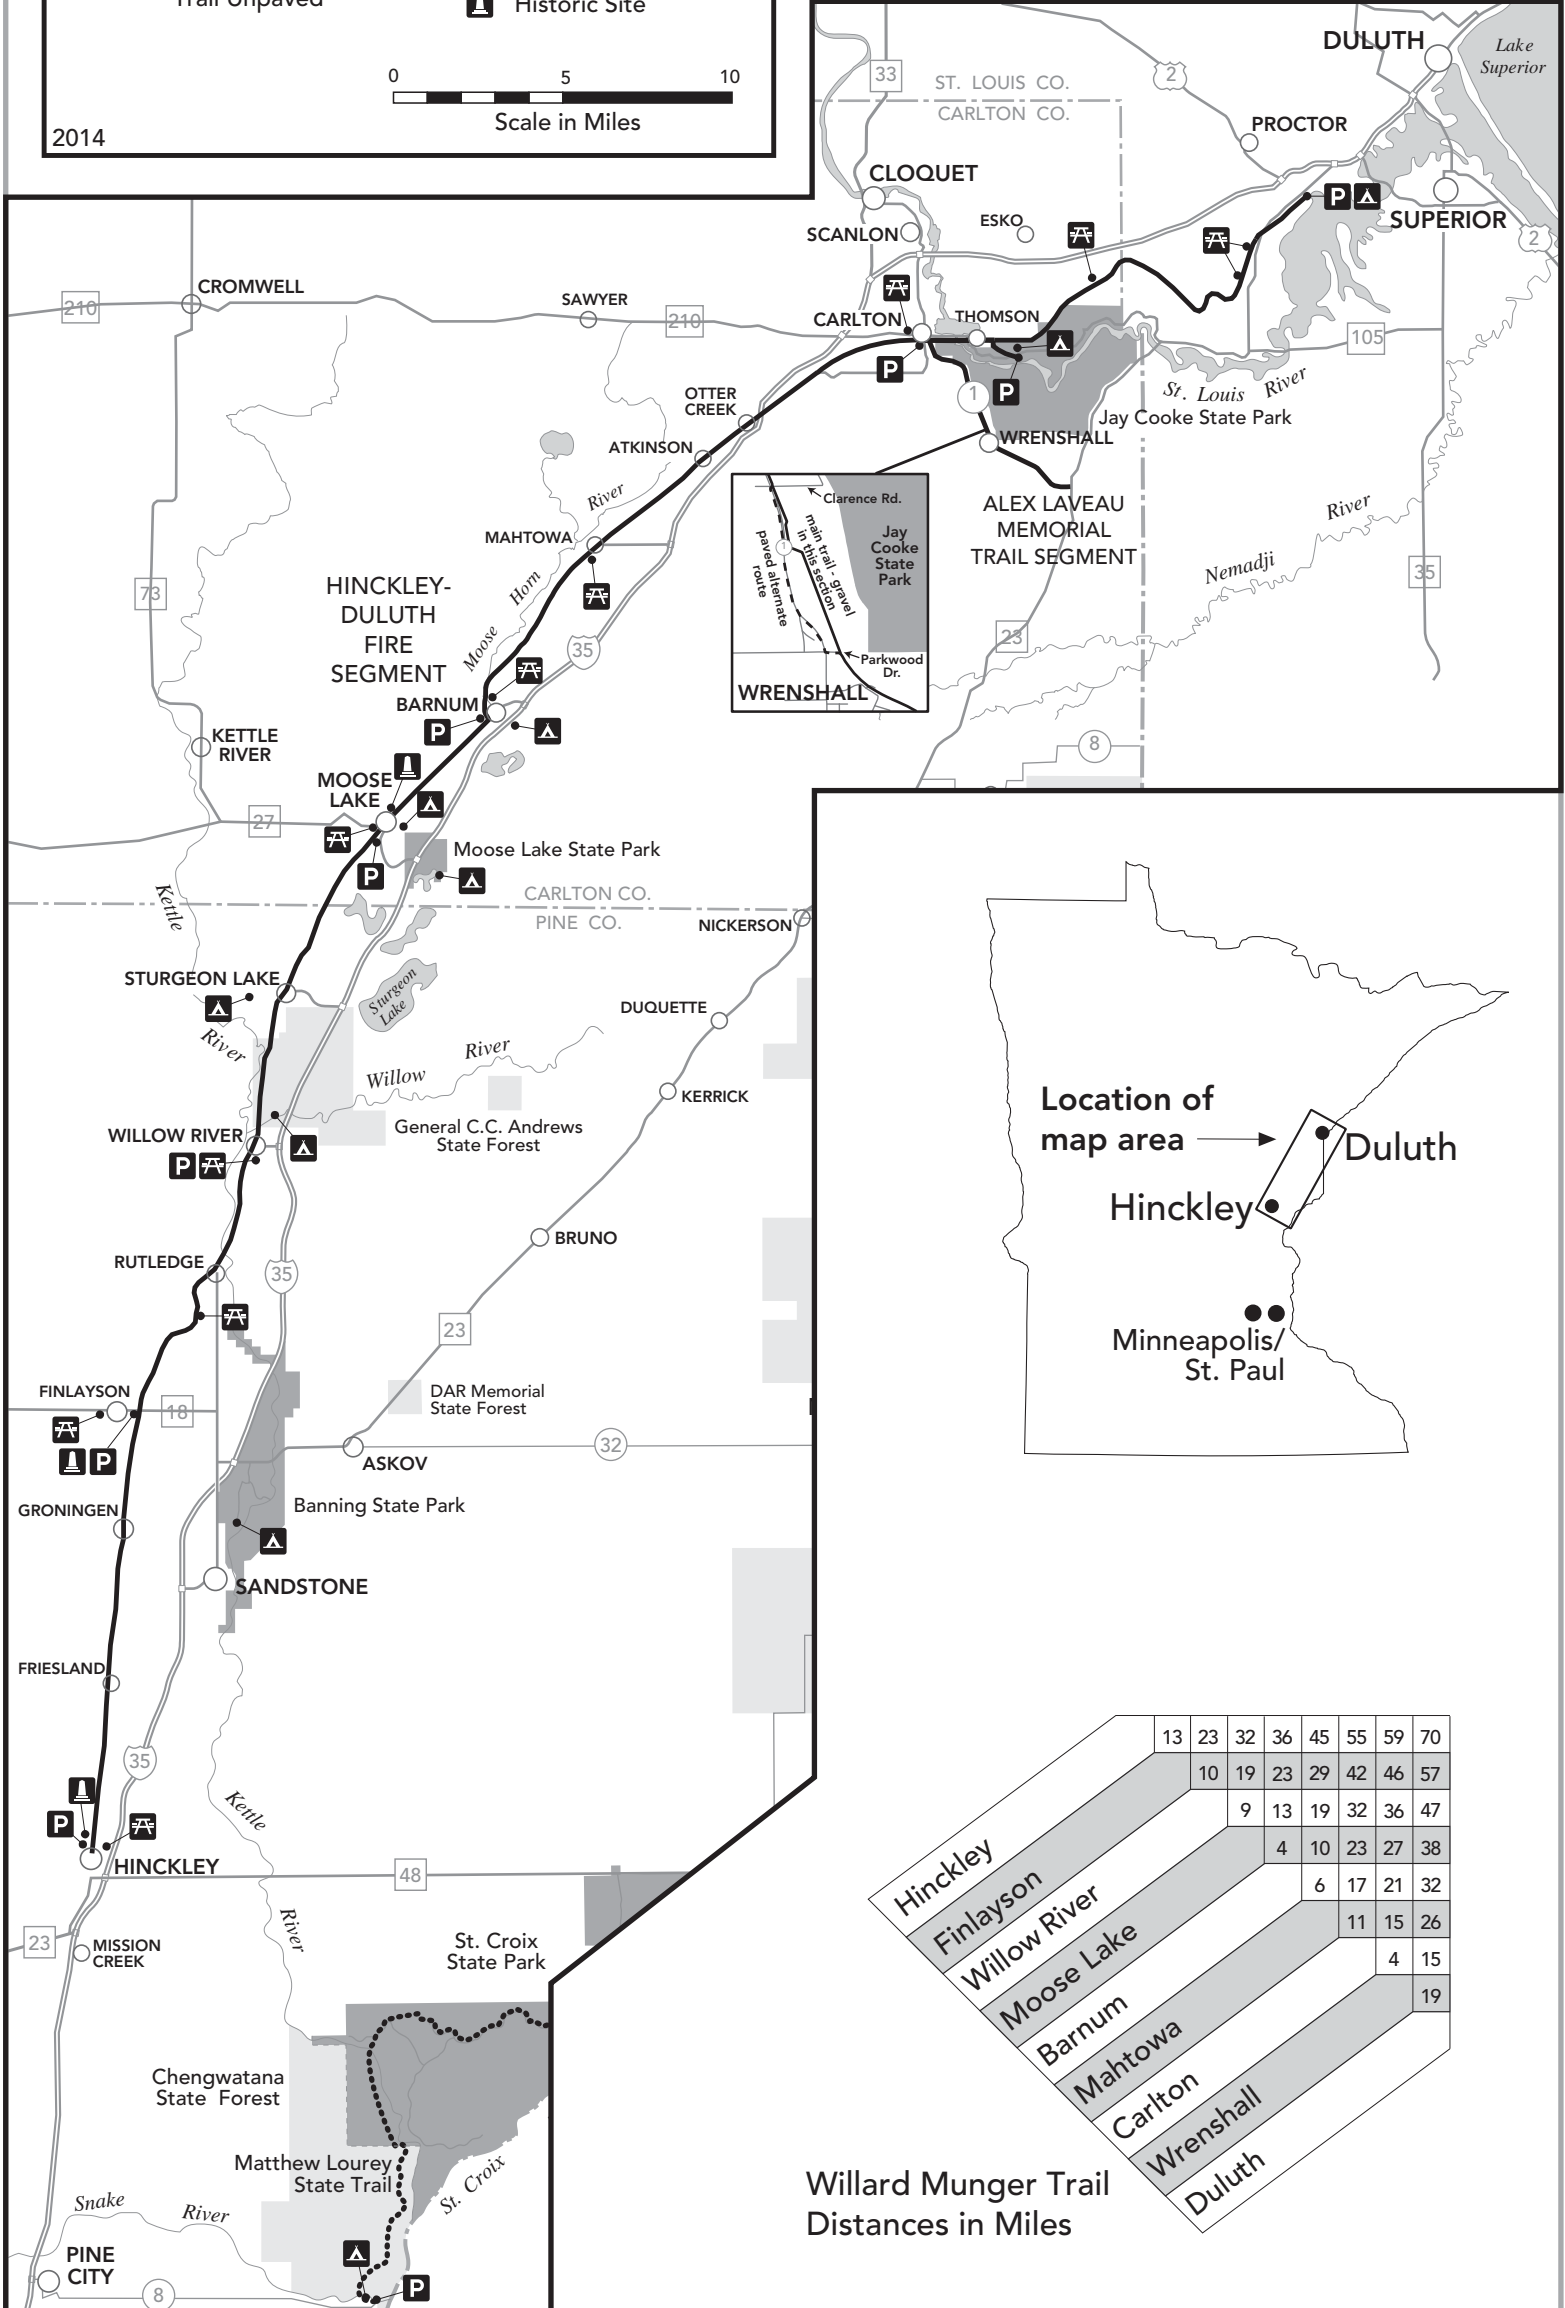 Trail Unpaved
Historic Site
0 5 10
Scale in Miles
2014
DULUTH
Lake
Superior
33
ST. LOUIS CO.
CARLTON CO.
2
PROCTOR
CLOQUET
SCANLON
ESKO
P
SUPERIOR
2
CROMWELL
210
SAWYER
210
CARLTON
THOMSON
P
P
105
1
St. Louis River
Jay Cooke State Park
WRENSHALL
OTTER
CREEK
ATKINSON
Clarence Rd.
main trail - gravel
in this section
paved alternate
route
1
Jay
Cooke
State
Park
Parkwood
Dr.
WRENSHALL
ALEX LAVEAU
MEMORIAL
TRAIL SEGMENT
River
Nemadji
35
23
8
MAHTOWA
River
Horn
Moose
73
HINCKLEY-
DULUTH
FIRE
SEGMENT
35
BARNUM
P
KETTLE
RIVER
MOOSE
LAKE
27
P
Moose Lake State Park
Kettle
CARLTON CO.
PINE CO.
NICKERSON
STURGEON LAKE
Sturgeon
Lake
River
DUQUETTE
River
Willow
KERRICK
General C.C. Andrews
State Forest
WILLOW RIVER
P
BRUNO
RUTLEDGE
35
23
FINLAYSON
18
P
DAR Memorial
State Forest
32
ASKOV
Banning State Park
GRONINGEN
SANDSTONE
FRIESLAND
35
P
Kettle
HINCKLEY
48
River
23
MISSION
CREEK
St. Croix
State Park
Chengwatana
State Forest
Matthew Lourey
State Trail
St. Croix
Snake
River
PINE
CITY
8
P
Location of
map area
Duluth
Hinckley
Minneapolis/
St. Paul
13 23 32 36 45 55 59 70
10 19 23 29 42 46 57
9 13 19 32 36 47
4 10 23 27 38
6 17 21 32
11 15 26
4 15
19
Hinckley
Finlayson
Willow River
Moose Lake
Barnum
Mahtowa
Carlton
Wrenshall
Duluth
Willard Munger Trail
Distances in Miles